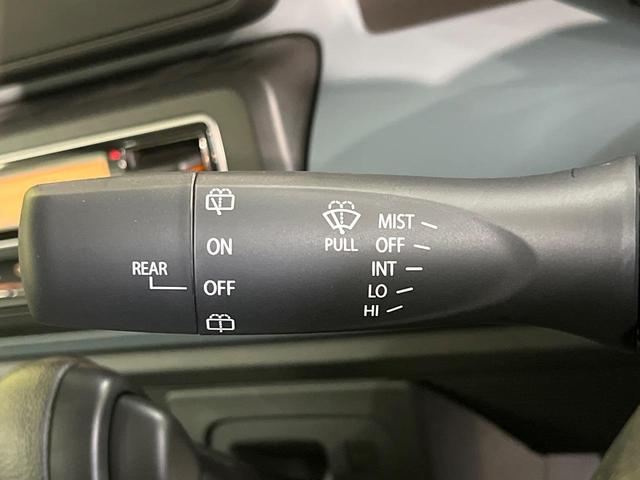 REAR
ON
OFF
PULL
MIST
OFF
INT
LO
HI